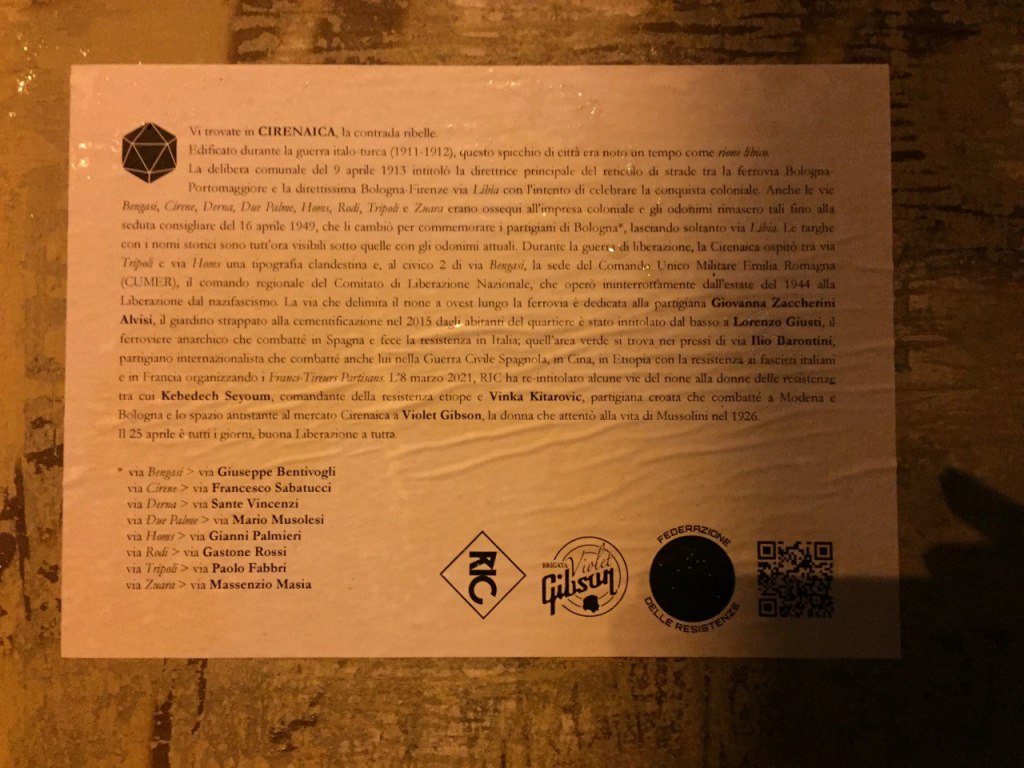 Vi trovate in CIRENAICA, la contrada ribelle.
Edificato durante la guerra italo-turca (1911-1912), questo spicchio di città era noto un tempo come rione libico.
La delibera comunale del 9 aprile 1913 intitolò la direttrice principale del reticolo di strade tra la ferrovia Bologna-
Portomaggiore e la direttissima Bologna-Firenze via Libia con l'intento di celebrare la conquista coloniale. Anche le vie
Bengasi, Cirene, Derna, Due Palme, Homs, Rodi, Tripoli e Zuara erano ossequi all'impresa coloniale e gli odonimi rimasero tali fino alla
seduta consigliare del 16 aprile 1949, che li cambiò per commemorare i partigiani di Bologna*, lasciando soltanto via Libia. Le targhe
con i nomi storici sono tutt'ora visibili sotto quelle con gli odonimi attuali. Durante la guerra di liberazione, la Cirenaica ospitò tra via
Tripoli e via Homs una tipografia clandestina e, al civico 2 di via Bengasi, la sede del Comando Unico Militare Emilia Romagna
(CUMER), il comando regionale del Comitato di Liberazione Nazionale, che operò ininterrottamente dall'estate del 1944 alla
Liberazione dal nazifascismo. La via che delimita il rione a ovest lungo la ferrovia è dedicata alla partigiana Giovanna Zaccherini
Alvisi, il giardino strappato alla cementificazione nel 2015 dagli abitanti del quartiere è stato intitolato dal basso a Lorenzo Giusti, il
ferroviere anarchico che combatté in Spagna e fece la resistenza in Italia; quell'area verde si trova nei pressi di via Ilio Barontini,
partigiano internazionalista che combatté anche lui nella Guerra Civile Spagnola, in Cina, in Etiopia con la resistenza ai fascisti italiani
e in Francia organizzando i Francs-Tireurs Partisans. L'8 marzo 2021, RIC ha re-intitolato alcune vie del rione alla donne delle resistenze
tra cui Kebedech Seyoum, comandante della resistenza etiope e Vinka Kitarovic, partigiana croata che combatté a Modena e
Bologna e lo spazio antistante al mercato Cirenaica a Violet Gibson, la donna che attentò alla vita di Mussolini nel 1926.
Il 25 aprile è tutti i giorni, buona Liberazione a tuttə.
* via Bengasi > via Giuseppe Bentivogli
via Cirene > via Francesco Sabatucci
via Derna > via Sante Vincenzi
via Due Palme > via Mario Musolesi
via Homs > via Gianni Palmieri
via Rodi > via Gastone Rossi
via Tripoli > via Paolo Fabbri
via Zuara > via Massenzio Masia
RIC
BRIGATA Violet Gibson
FEDERAZIONE
DELLE RESISTENZE